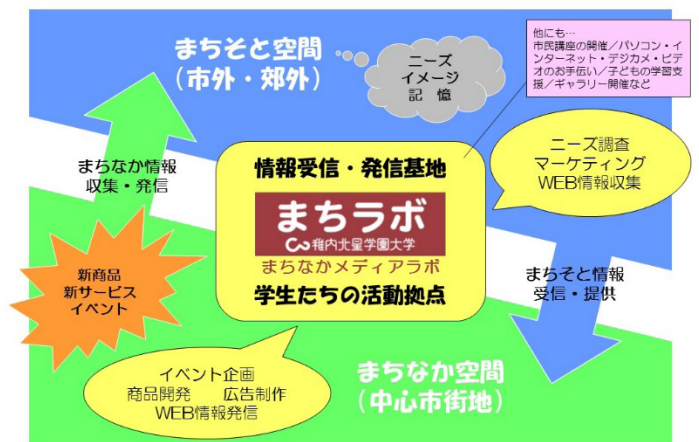 まちそと空間
（市外・郊外）
ニーズ
イメージ
記　憶
他にも…
市民講座の開催／パソコン・イ
ンターネット・デジカメ・ビデ
オのお手伝い／子どもの学習支
援／ギャラリー開催など
ニーズ調査
マーケティング
WEB情報収集
まちなか情報
収集・発信
情報受信・発信基地
まちラボ
稚内北星学園大学
まちなかメディアラボ
学生たちの活動拠点
新商品
新サービス
イベント
まちそと情報
受信・提供
イベント企画
商品開発　　広告制作
WEB情報発信
まちなか空間
（中心市街地）